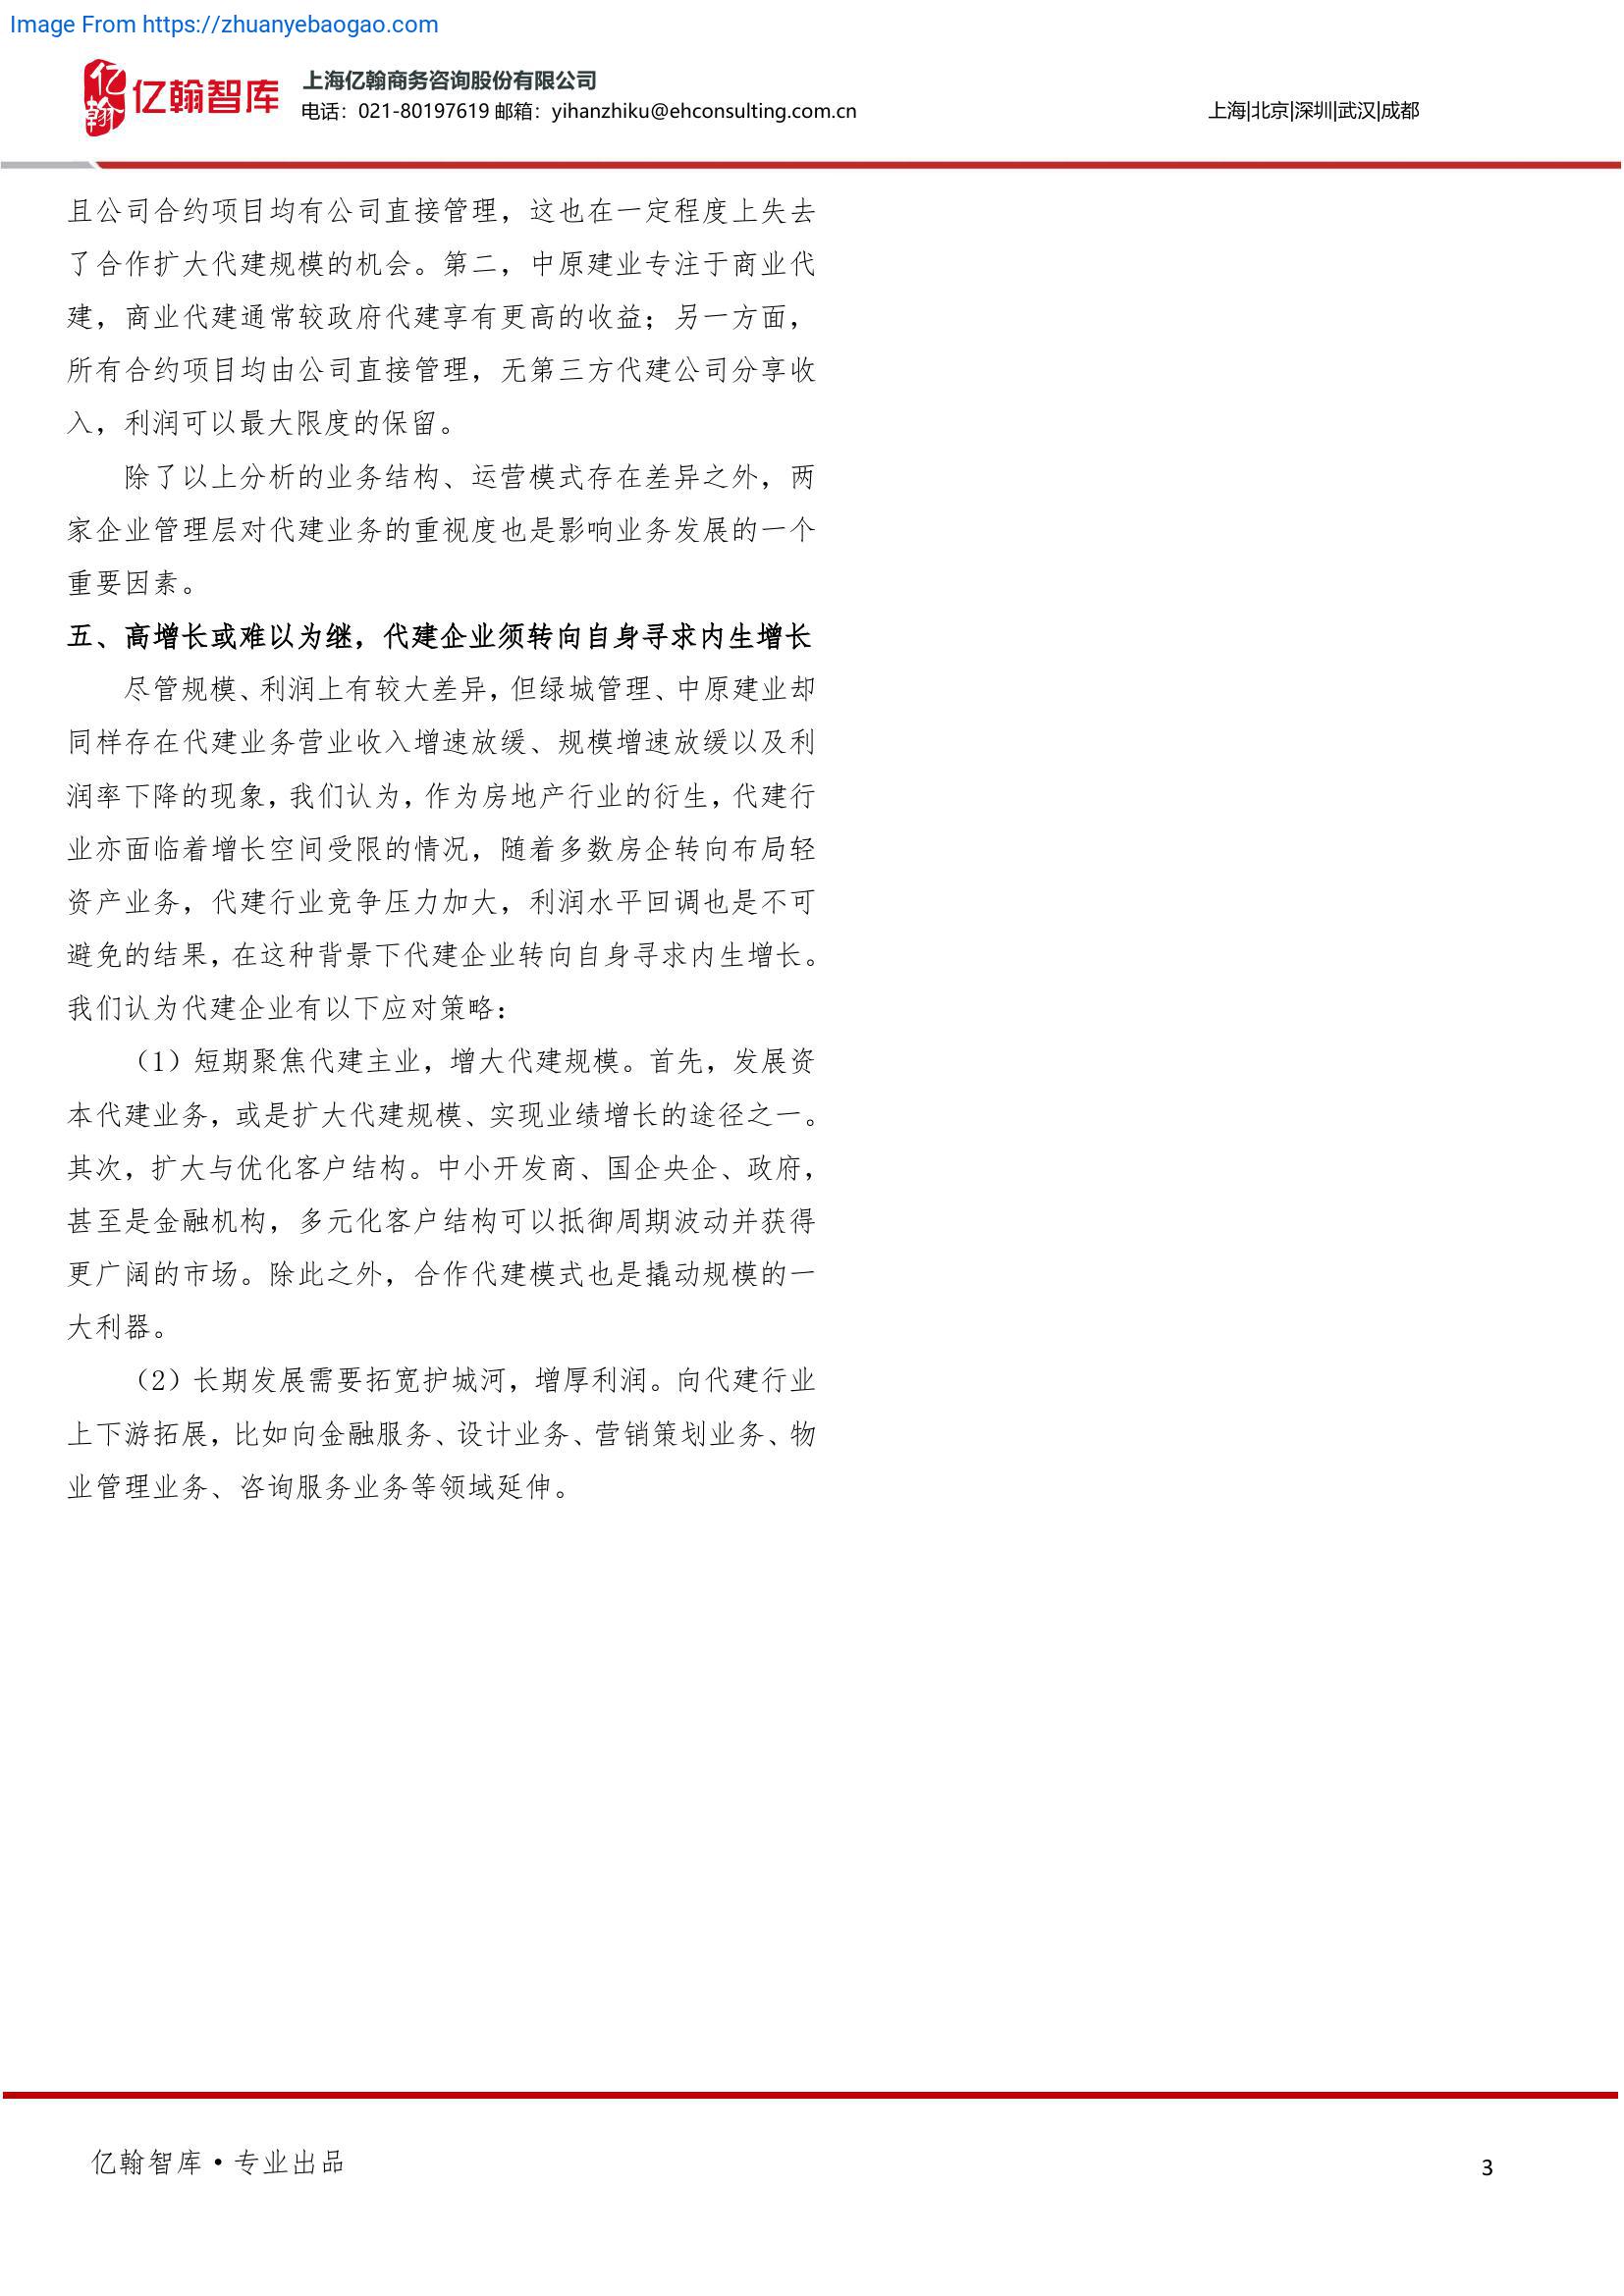 Image From https://zhuanyebaogao.com
亿翰
亿翰智库
上海亿翰商务咨询股份有限公司
电话：021-80197619 邮箱：yihanzhiku@ehconsulting.com.cn
上海|北京|深圳|武汉|成都
且公司合约项目均有公司直接管理，这也在一定程度上失去
了合作扩大代建规模的机会。第二，中原建业专注于商业代
建，商业代建通常较政府代建享有更高的收益；另一方面，
所有合约项目均由公司直接管理，无第三方代建公司分享收
入，利润可以最大限度的保留。
除了以上分析的业务结构、运营模式存在差异之外，两
家企业管理层对代建业务的重视度也是影响业务发展的一个
重要因素。
五、高增长或难以为继，代建企业须转向自身寻求内生增长
尽管规模、利润上有较大差异，但绿城管理、中原建业却
同样存在代建业务营业收入增速放缓、规模增速放缓以及利
润率下降的现象，我们认为，作为房地产行业的衍生，代建行
业亦面临着增长空间受限的情况，随着多数房企转向布局轻
资产业务，代建行业竞争压力加大，利润水平回调也是不可
避免的结果，在这种背景下代建企业转向自身寻求内生增长。
我们认为代建企业有以下应对策略：
（1）短期聚焦代建主业，增大代建规模。首先，发展资
本代建业务，或是扩大代建规模、实现业绩增长的途径之一。
其次，扩大与优化客户结构。中小开发商、国企央企、政府，
甚至是金融机构，多元化客户结构可以抵御周期波动并获得
更广阔的市场。除此之外，合作代建模式也是撬动规模的一
大利器。
（2）长期发展需要拓宽护城河，增厚利润。向代建行业
上下游拓展，比如向金融服务、设计业务、营销策划业务、物
业管理业务、咨询服务业务等领域延伸。
亿翰智库•专业出品
3